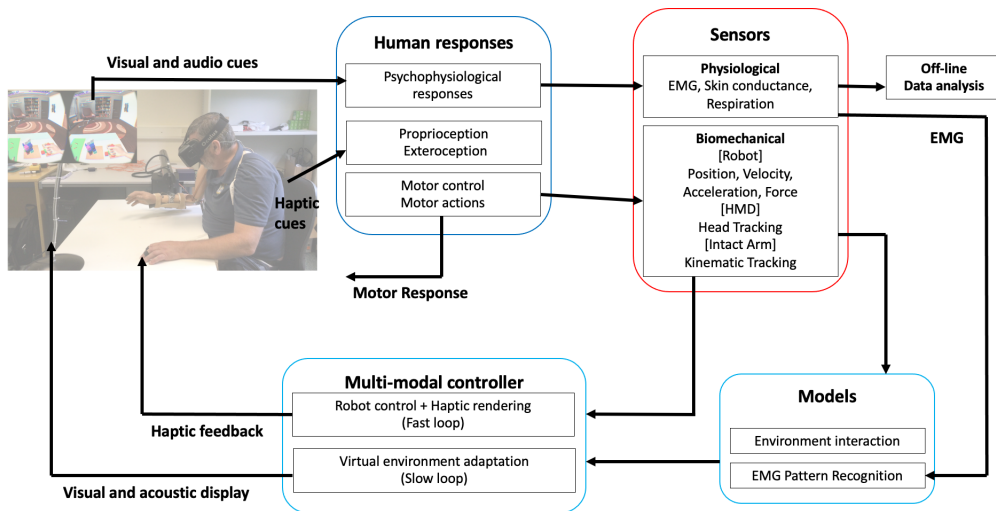 Visual and audio cues
Human responses
Psychophysiological
responses
Proprioception
Exteroception
Motor control
Motor actions
Haptic
cues
Motor Response
Sensors
Physiological
EMG, Skin conductance,
Respiration
Biomechanical
[Robot]
Position, Velocity,
Acceleration, Force
[HMD]
Head Tracking
[Intact Arm]
Kinematic Tracking
Off-line
Data analysis
EMG
Multi-modal controller
Robot control + Haptic rendering
(Fast loop)
Virtual environment adaptation
(Slow loop)
Haptic feedback
Visual and acoustic display
Models
Environment interaction
EMG Pattern Recognition